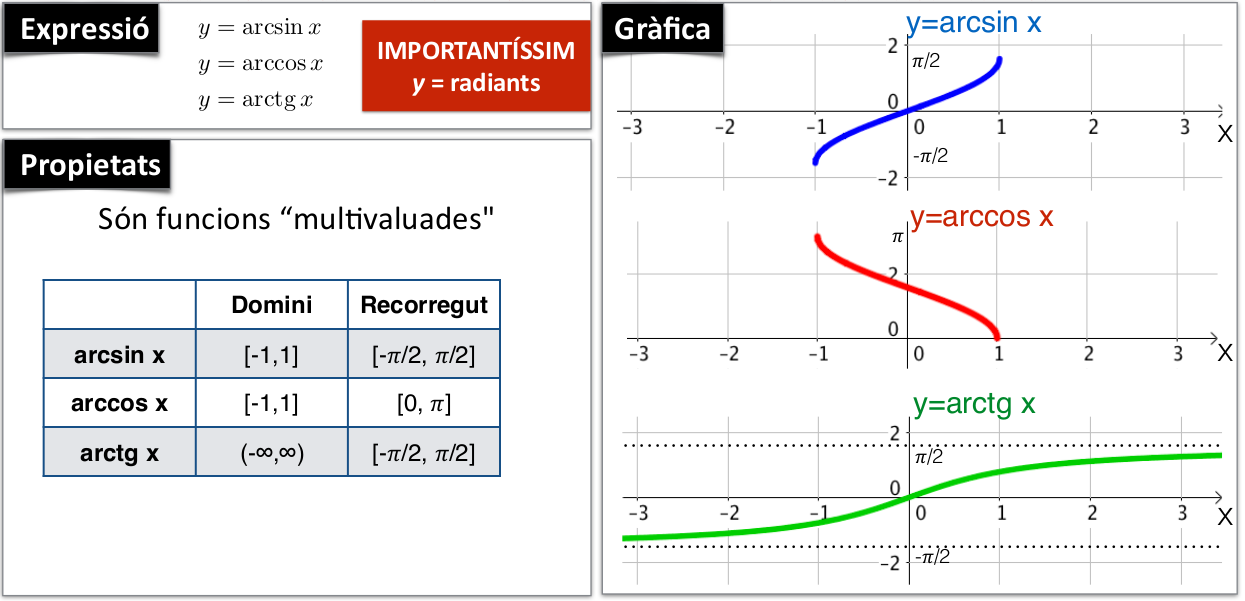 Expressió
y = arcsin x
y = arccos x
y = arctg x
IMPORTANTÍSSIM
y = radiants
Propietats
Són funcions “multivaluades"
Domini Recorregut
arcsin x [-1,1] [-π/2, π/2]
arccos x [-1,1] [0, π]
arctg x (-∞,∞) [-π/2, π/2]
Gràfica
y=arcsin x
2
π/2
0
-3 -2 -1 0 1 2 3 X
-π/2
-2
y=arccos x
π
2
0
-3 -2 -1 0 1 2 3 X
y=arctg x
2
π/2
0
-3 -2 -1 0 1 2 3 X
-π/2
-2